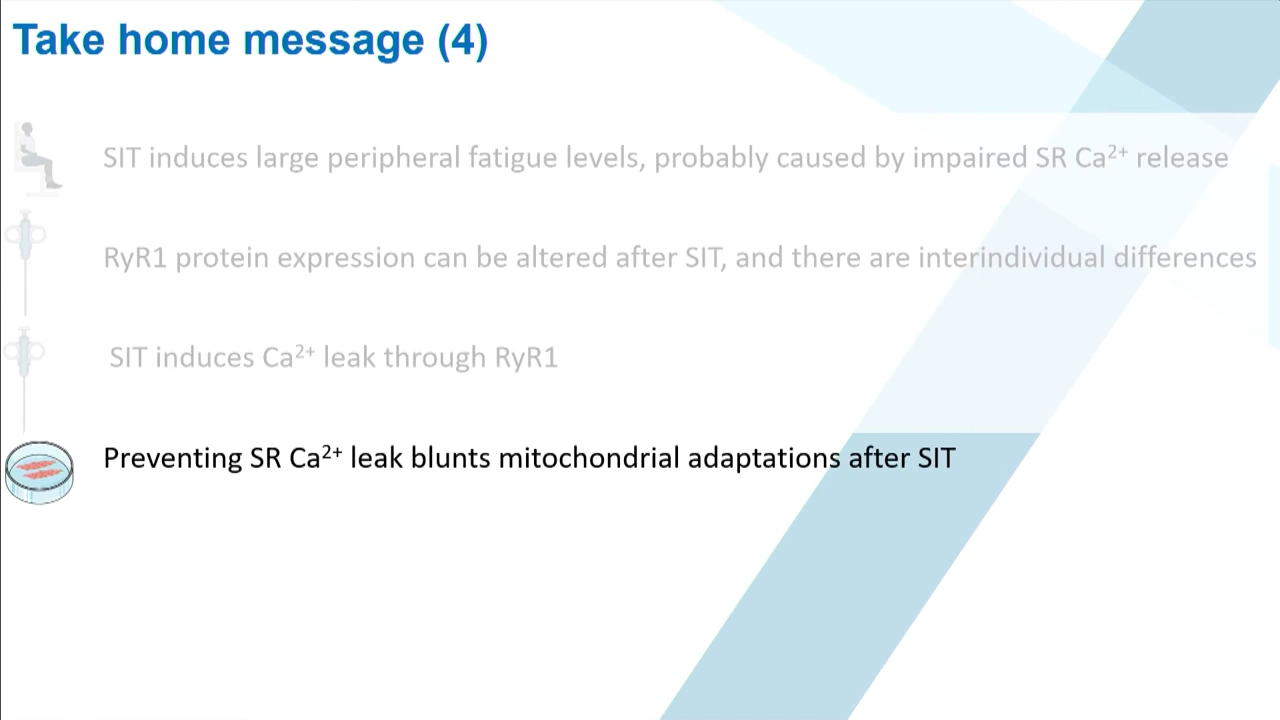 Take home message (4)
SIT induces large peripheral fatigue levels, probably caused by impaired SR Ca²⁺ release
RyR1 protein expression can be altered after SIT, and there are interindividual differences
SIT induces Ca²⁺ leak through RyR1
Preventing SR Ca²⁺ leak blunts mitochondrial adaptations after SIT